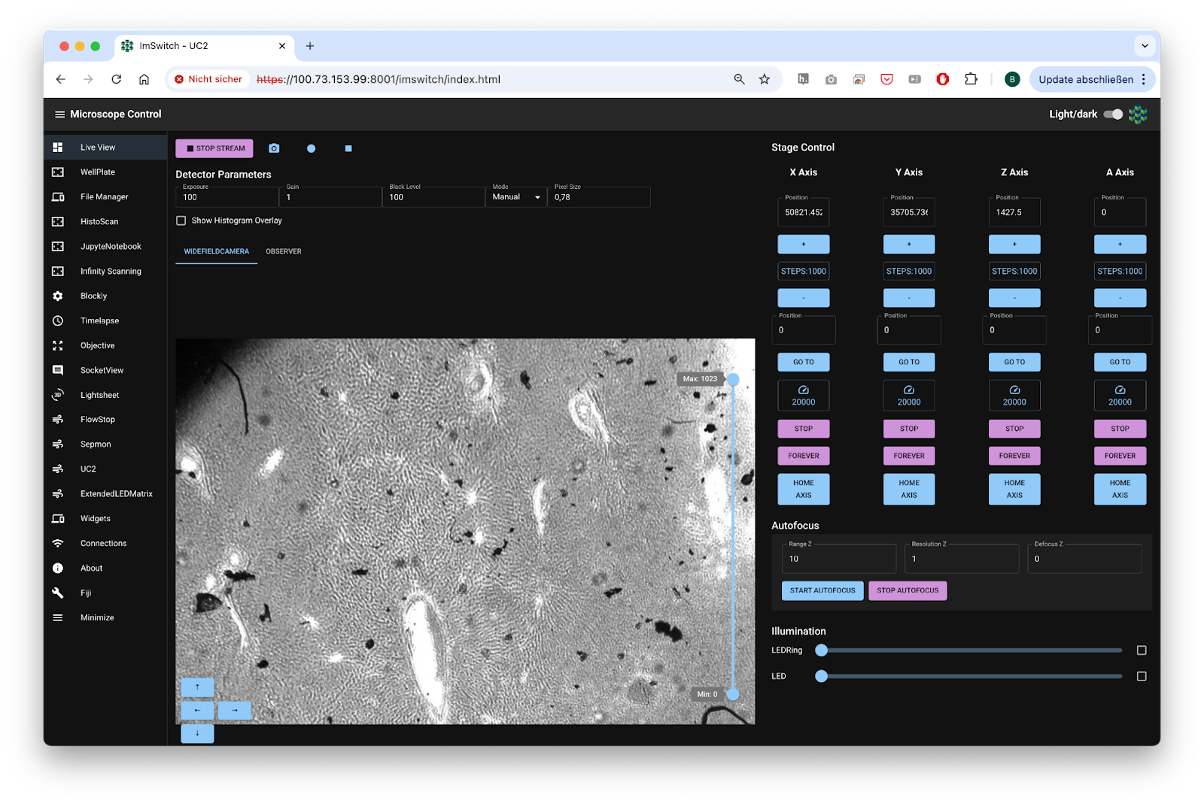 ImSwitch - UC2
Nicht sicher https://100.73.153.99:8001/imswitch/index.html
B
Update abschließen
Microscope Control
Light/dark
Live View
WellPlate
File Manager
HistoScan
JupyteNotebook
Infinity Scanning
Blockly
Timelapse
Objective
SocketView
Lightsheet
FlowStop
Sepmon
UC2
ExtendedLEDMatrix
Widgets
Connections
About
Fiji
Minimize
STOP STREAM
Detector Parameters
Exposure Gain Black Level Mode Pixel Size
100 1 100 Manual 0,78
Show Histogram Overlay
WIDEFIELDCAMERA OBSERVER
Max: 1023
Min: 0
↑
← →
↓
Stage Control
X Axis Y Axis Z Axis A Axis
Position Position Position Position
50821.452 35705.736 1427.5 0
+ + + +
STEPS:1000 STEPS:1000 STEPS:1000 STEPS:1000
- - - -
Position Position Position Position
0 0 0 0
GO TO GO TO GO TO GO TO
20000 20000 20000 20000
STOP STOP STOP STOP
FOREVER FOREVER FOREVER FOREVER
HOME HOME HOME HOME
AXIS AXIS AXIS AXIS
Autofocus
Range Z Resolution Z Defocus Z
10 1 0
START AUTOFOCUS STOP AUTOFOCUS
Illumination
LEDRing
LED